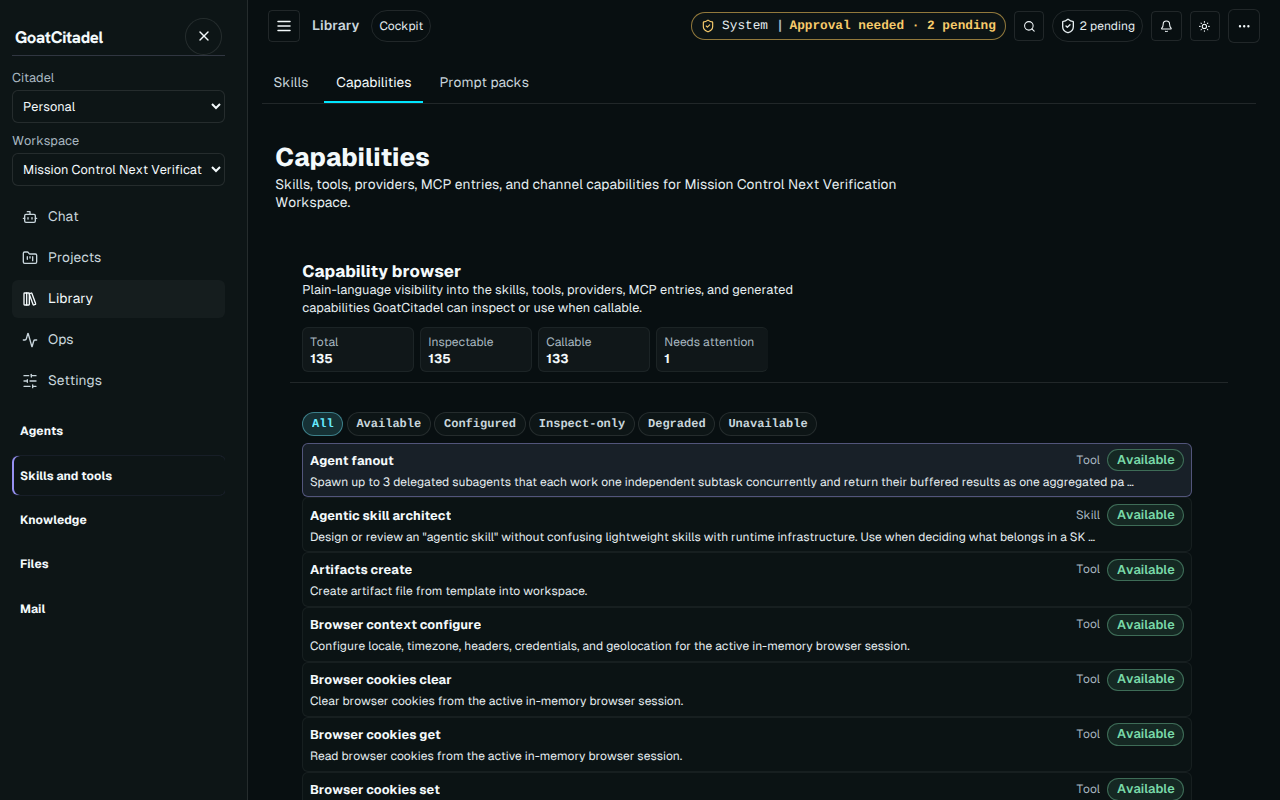 GoatCitadel
Citadel
Personal
Workspace
Mission Control Next Verificat
Chat
Projects
Library
Ops
Settings
Agents
Skills and tools
Knowledge
Files
Mail
Library
Cockpit
System | Approval needed · 2 pending
2 pending
Skills
Capabilities
Prompt packs
Capabilities
Skills, tools, providers, MCP entries, and channel capabilities for Mission Control Next Verification
Workspace.
Capability browser
Plain-language visibility into the skills, tools, providers, MCP entries, and generated
capabilities GoatCitadel can inspect or use when callable.
Total
135
Inspectable
135
Callable
133
Needs attention
1
All
Available
Configured
Inspect-only
Degraded
Unavailable
Agent fanout
Tool
Available
Spawn up to 3 delegated subagents that each work one independent subtask concurrently and return their buffered results as one aggregated pa ...
Agentic skill architect
Skill
Available
Design or review an "agentic skill" without confusing lightweight skills with runtime infrastructure. Use when deciding what belongs in a SK ...
Artifacts create
Tool
Available
Create artifact file from template into workspace.
Browser context configure
Tool
Available
Configure locale, timezone, headers, credentials, and geolocation for the active in-memory browser session.
Browser cookies clear
Tool
Available
Clear browser cookies from the active in-memory browser session.
Browser cookies get
Tool
Available
Read browser cookies from the active in-memory browser session.
Browser cookies set
Tool
Available